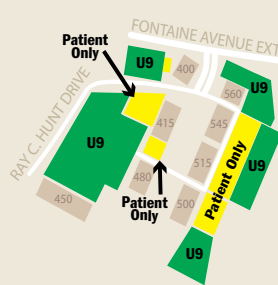 FONTAINE AVENUE EXT
Patient
Only
U9
400
U9
560
RAY C. HUNT DRIVE
415
545
U9
Patient Only
515
U9
480
Patient
Only
450
500
U9